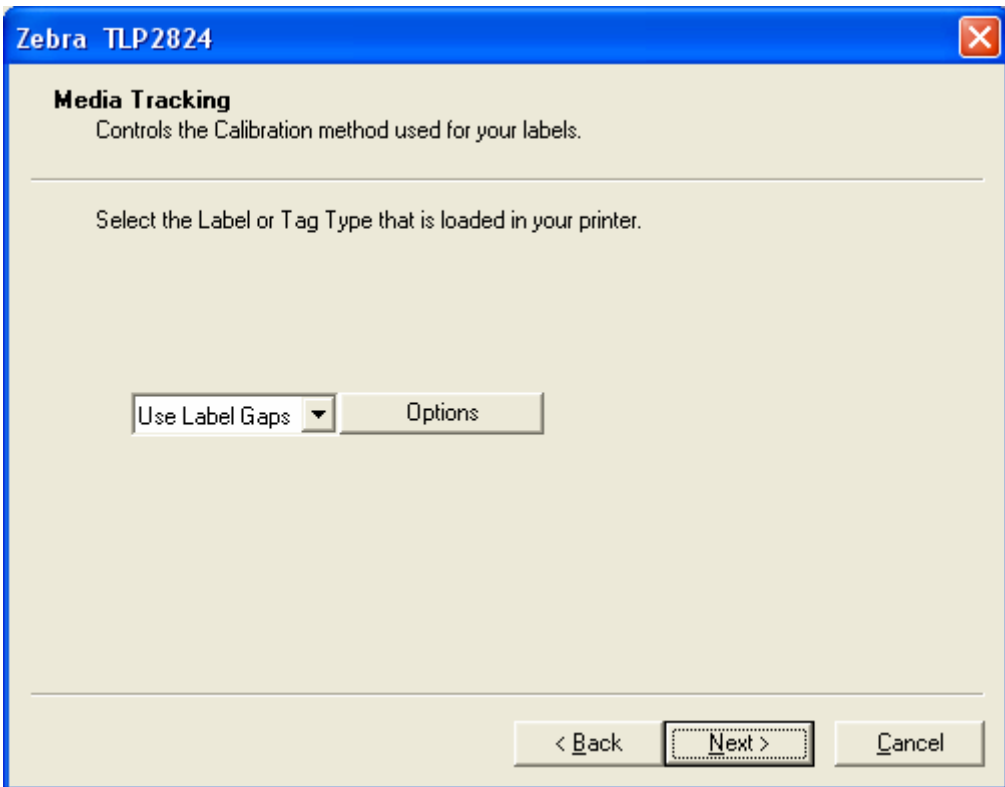 Zebra TLP2824
Media Tracking
Controls the Calibration method used for your labels.
Select the Label or Tag Type that is loaded in your printer.
Use Label Gaps Options
< Back Next > Cancel